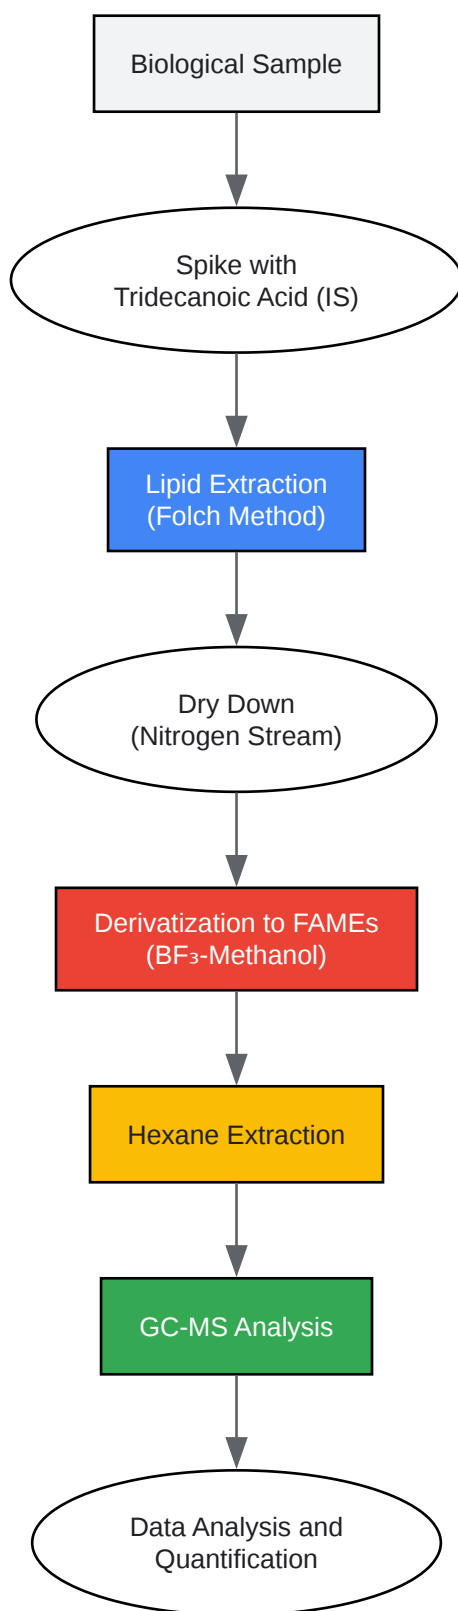 Biological Sample
Spike with
Tridecanoic Acid (IS)
Lipid Extraction
(Folch Method)
Dry Down
(Nitrogen Stream)
Derivatization to FAMEs
(BF₃-Methanol)
Hexane Extraction
GC-MS Analysis
Data Analysis and
Quantification